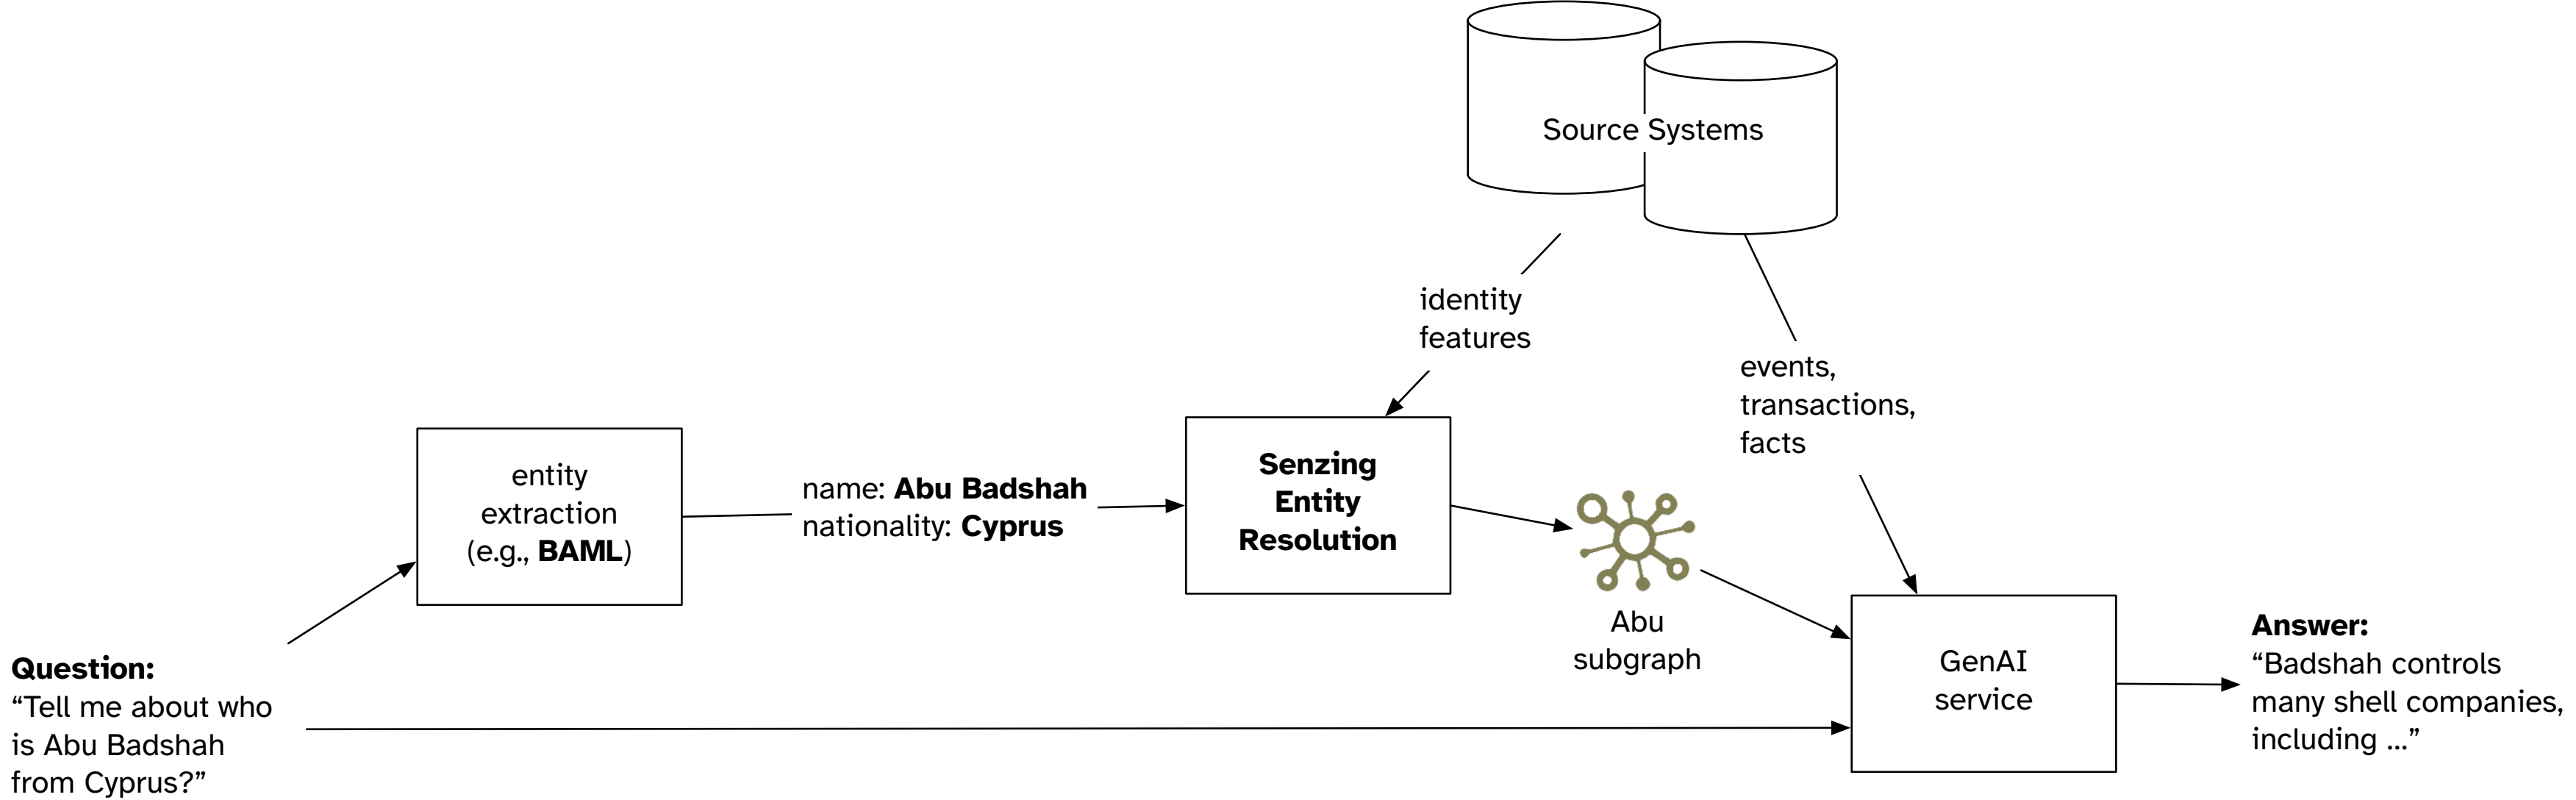 Source Systems
identity
features
events,
transactions,
facts
entity
extraction
(e.g., BAML)
name: Abu Badshah
nationality: Cyprus
Senzing
Entity
Resolution
Abu
subgraph
Question:
“Tell me about who
is Abu Badshah
from Cyprus?”
GenAI
service
Answer:
“Badshah controls
many shell companies,
including ...”